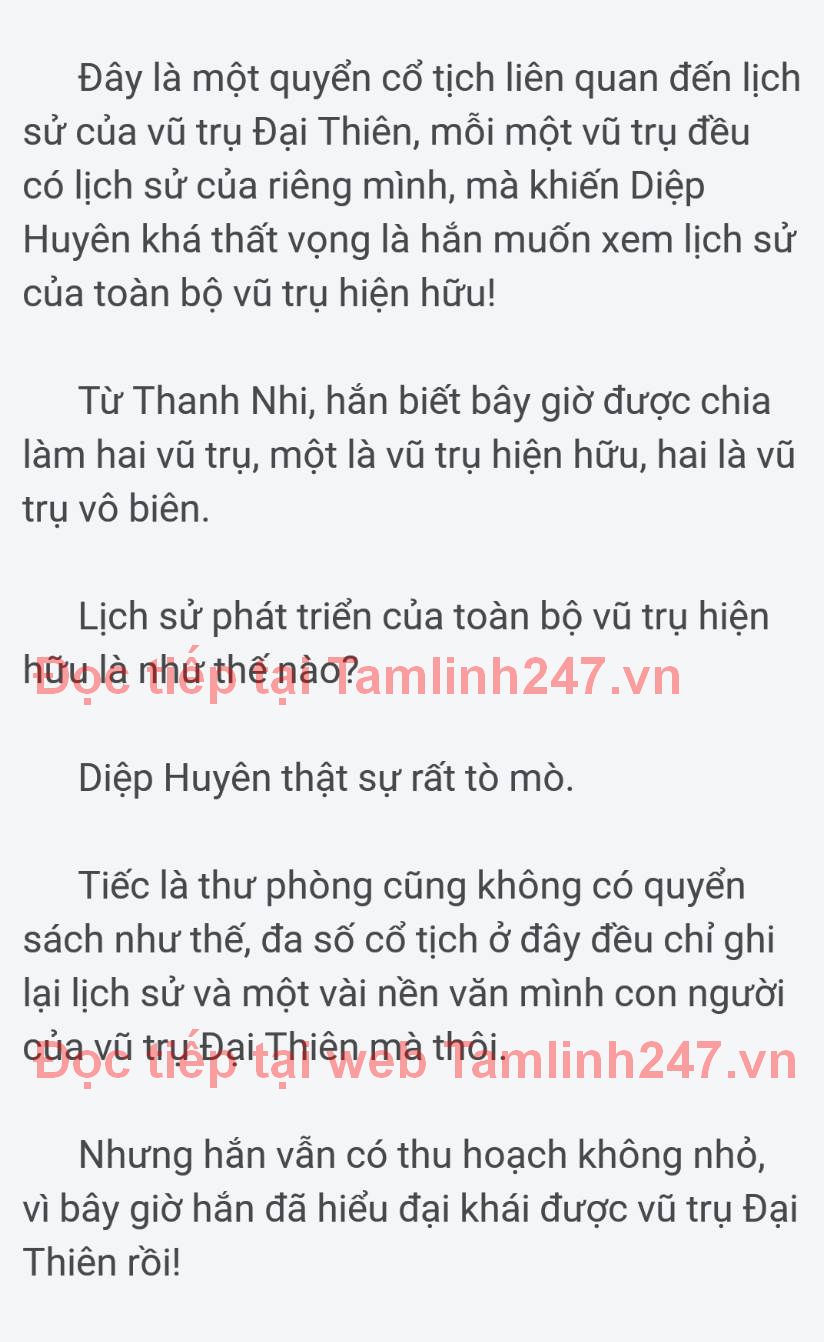 Đây là một quyển cổ tịch liên quan đến lịch
sử của vũ trụ Đại Thiên, mỗi một vũ trụ đều
có lịch sử của riêng mình, mà khiến Diệp
Huyên khá thất vọng là hắn muốn xem lịch sử
của toàn bộ vũ trụ hiện hữu!
Từ Thanh Nhi, hắn biết bây giờ được chia
làm hai vũ trụ, một là vũ trụ hiện hữu, hai là vũ
trụ vô biên.
Lịch sử phát triển của toàn bộ vũ trụ hiện
hữu là như thế nào?
Đọc tiếp tại Tamlinh247.vn
Diệp Huyên thật sự rất tò mò.
Tiếc là thư phòng cũng không có quyển
sách như thế, đa số cổ tịch ở đây đều chỉ ghi
lại lịch sử và một vài nền văn minh con người
của vũ trụ Đại Thiên mà thôi.
Đọc tiếp tại web Tamlinh247.vn
Nhưng hắn vẫn có thu hoạch không nhỏ,
vì bây giờ hắn đã hiểu đại khái được vũ trụ Đại
Thiên rồi!